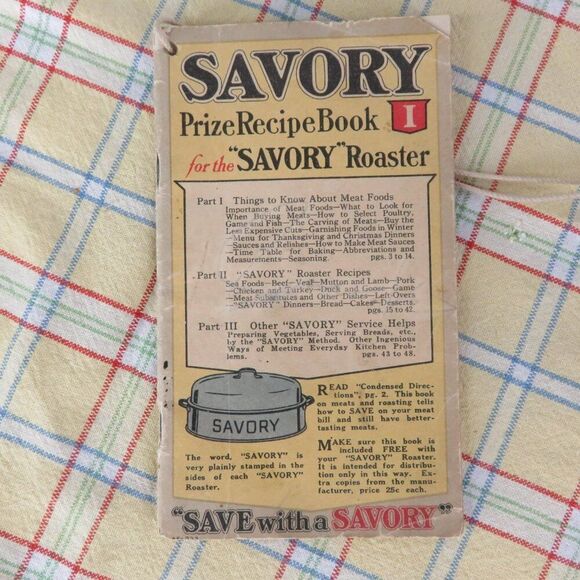 SAVORY
Prize Recipe Book I
for the "SAVORY" Roaster
Part I Things to Know About Meat Foods
Importance of Meat Foods—What to Look for
When Buying Meats—How to Select Poultry,
Game and Fish—The Carving of Meats—Buy the
Less Expensive Cuts—Garnishing Foods in Winter
—Menu for Thanksgiving and Christmas Dinners
—Sauces and Relishes—How to Make Meat Sauces
—Time Table for Baking—Abbreviations and
Measurements—Seasoning. pgs. 3 to 14.
Part II "SAVORY" Roaster Recipes
Sea Foods—Beef—Veal—Mutton and Lamb—Pork
—Chicken and Turkey—Duck and Goose—Game
—Meat Substitutes and Other Dishes—Left-Overs
—"SAVORY" Dinners—Bread—Cakes—Desserts.
pgs. 15 to 42.
Part III Other "SAVORY" Service Helps
Preparing Vegetables, Serving Breads, etc.,
by the "SAVORY" Method. Other Ingenious
Ways of Meeting Everyday Kitchen Prob-
lems. pgs. 43 to 48.
SAVORY
The word, "SAVORY" is
very plainly stamped in the
sides of each "SAVORY"
Roaster.
READ "Condensed Direc-
tions", pg. 2. This book
on meats and roasting tells
how to SAVE on your meat
bill and still have better-
tasting meats.
MAKE sure this book is
included FREE with
your "SAVORY" Roaster.
It is intended for distribu-
tion only in this way. Ex-
tra copies from the manu-
facturer, price 25c each.
"SAVE with a SAVORY"